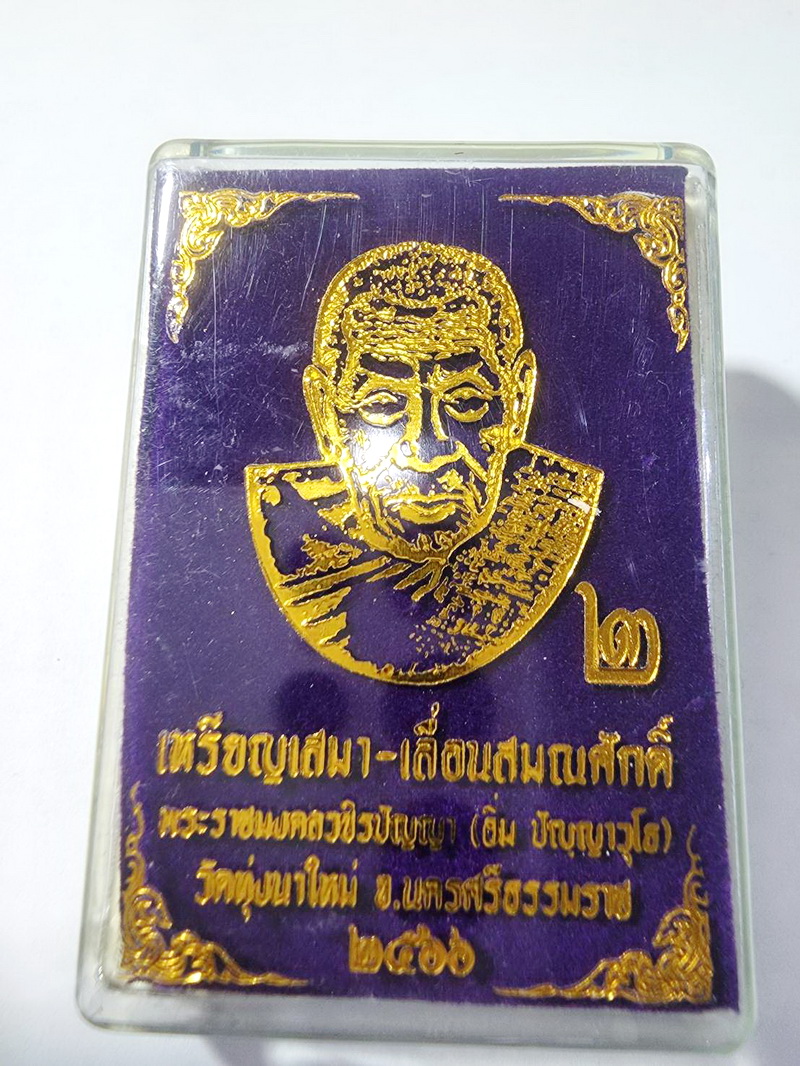 ๒
เหรียญเสมา-เลื่อนสมณศักดิ์
พระราชมงคลวชิรปัญญา (อิ่ม ปัญฺญาวุโธ)
วัดทุ่งนาใหม่ จ.นครศรีธรรมราช
๒๕๖๖